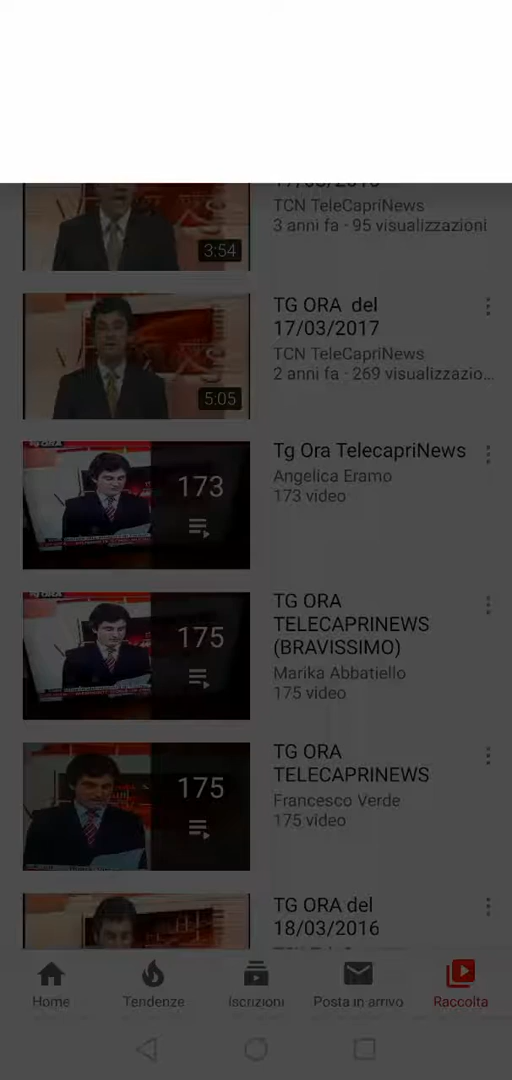 TCN TeleCapriNews
3 anni fa · 95 visualizzazioni
3:54
TG ORA del
17/03/2017
TCN TeleCapriNews
2 anni fa · 269 visualizzazio...
5:05
Tg Ora TelecapriNews
Angelica Eramo
173 video
173
TG ORA
TELECAPRINEWS
(BRAVISSIMO)
Marika Abbatiello
175 video
175
TG ORA
TELECAPRINEWS
Francesco Verde
175 video
175
TG ORA del
18/03/2016
Home
Tendenze
Iscrizioni
Posta in arrivo
Raccolta